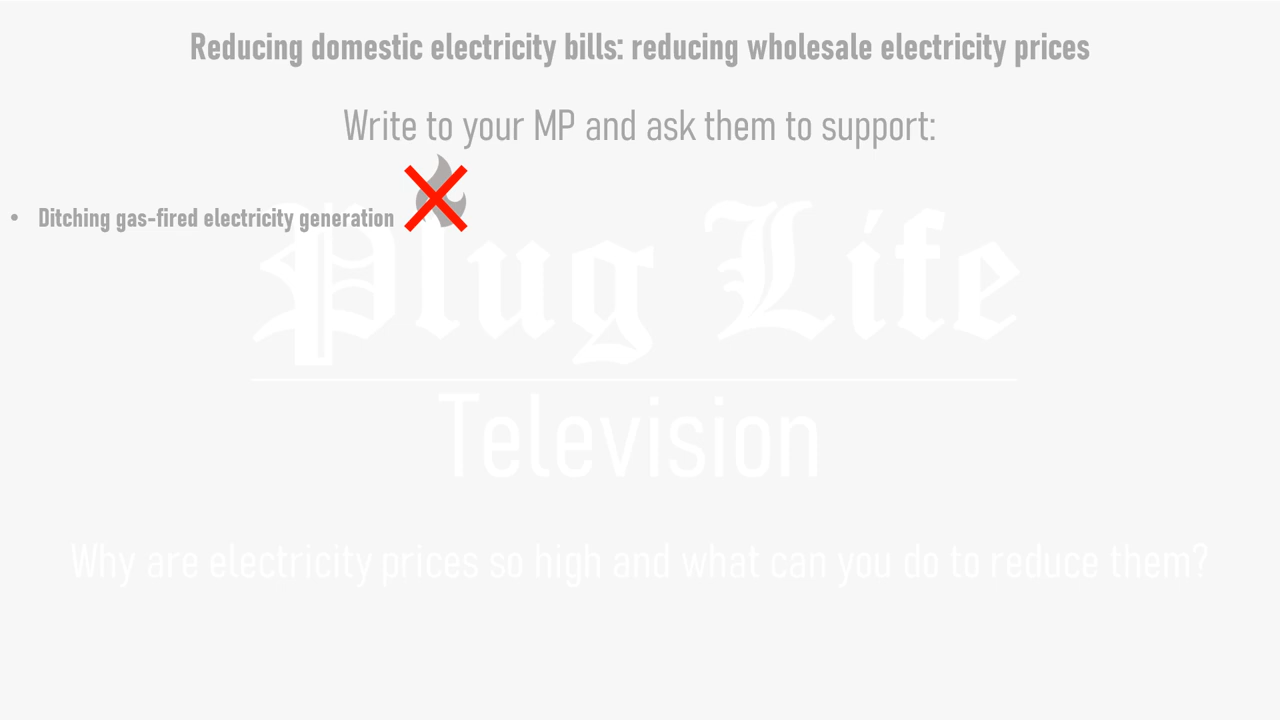 Reducing domestic electricity bills: reducing wholesale electricity prices
Write to your MP and ask them to support:
• Ditching gas-fired electricity generation
Plug Life
Television
Why are electricity prices so high and what can you do to reduce them?